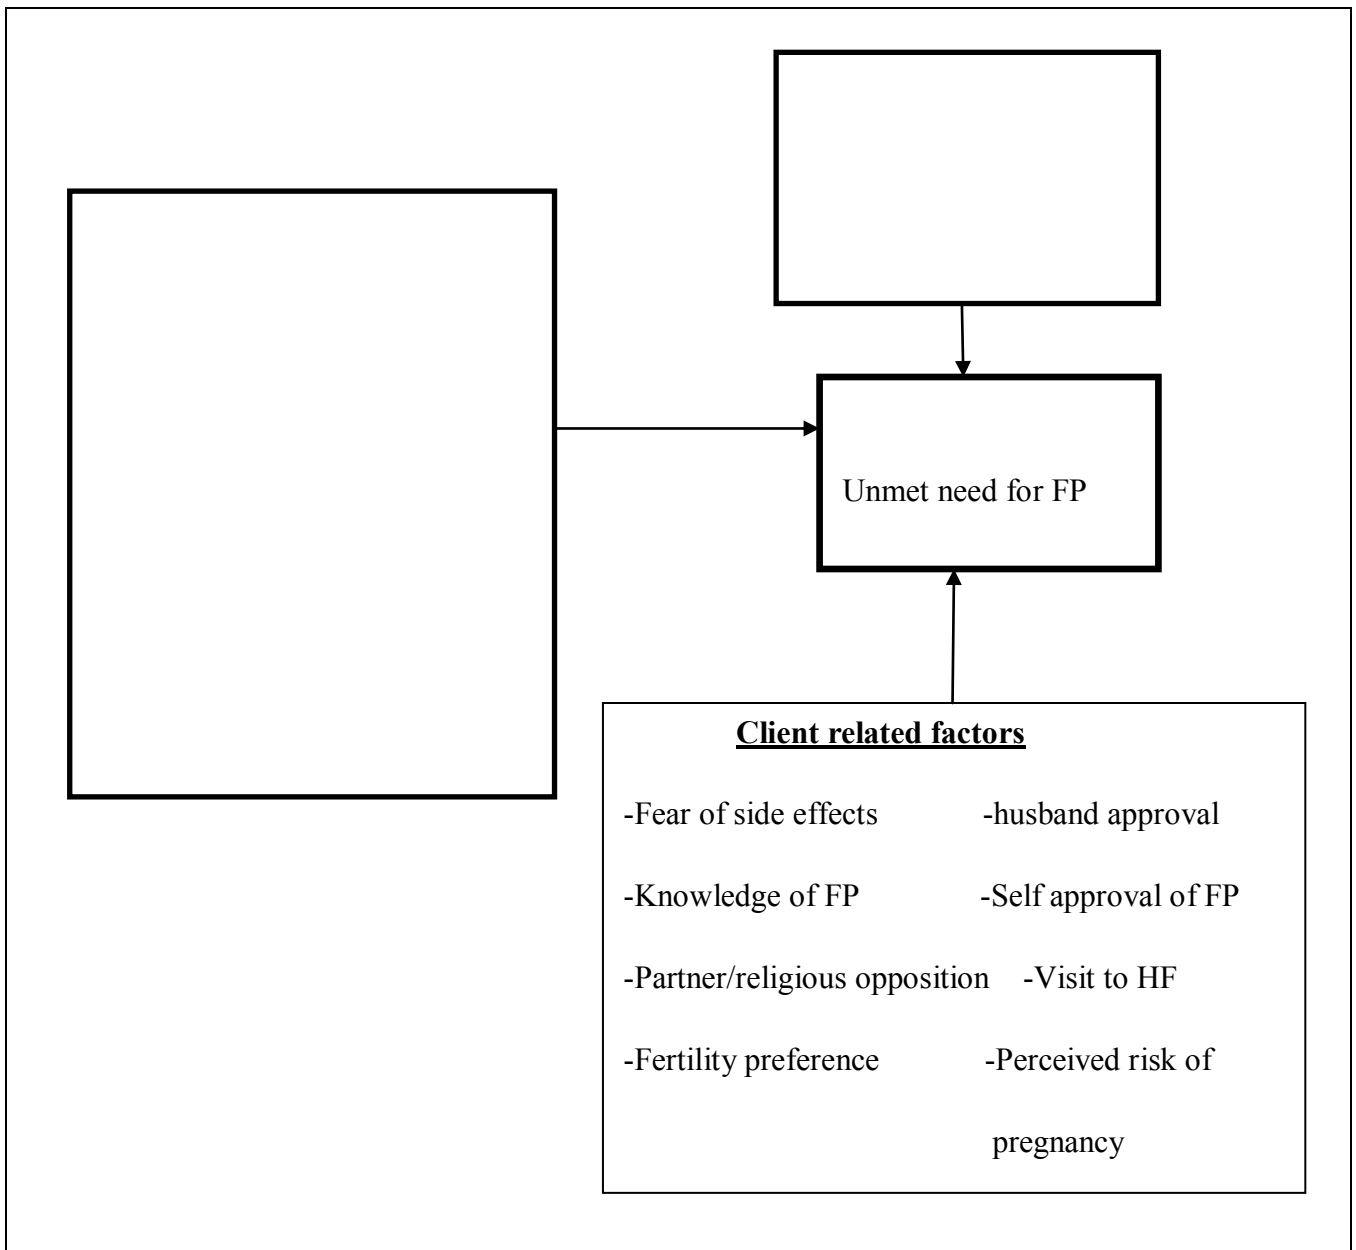 Unmet need for FP
Client related factors
-Fear of side effects -husband approval
-Knowledge of FP -Self approval of FP
-Partner/religious opposition -Visit to HF
-Fertility preference -Perceived risk of
pregnancy